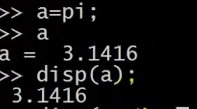 >> a=pi;
>> a
a =  3.1416
>> disp(a);
 3.1416